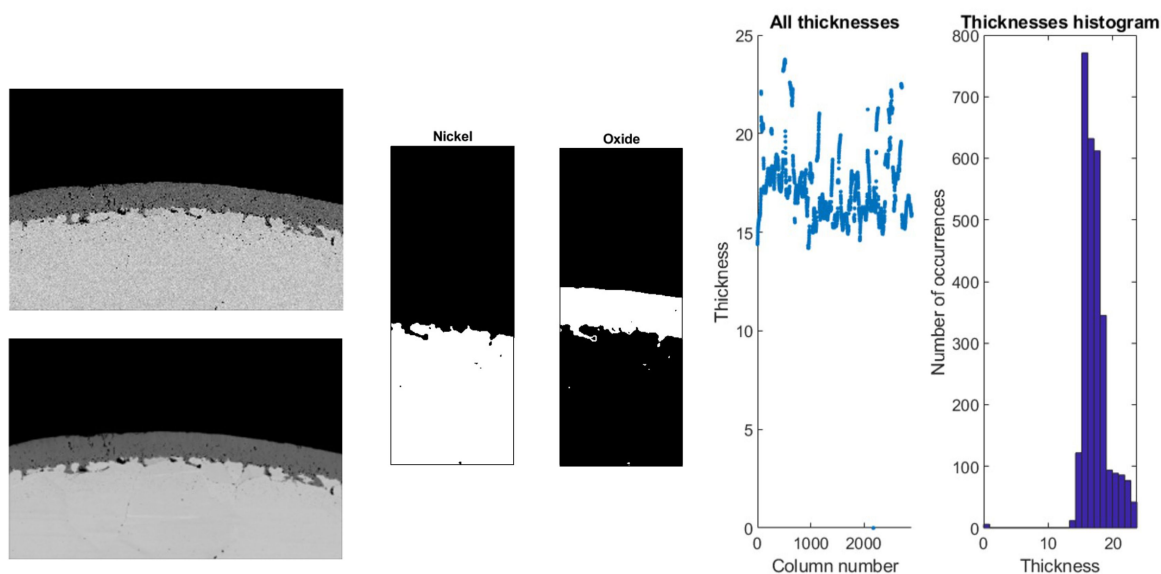 Nickel
Oxide
All thicknesses
25
20
15
10
5
0
0
1000
2000
Thickness
Column number
Thicknesses histogram
800
700
600
500
400
300
200
100
0
0
10
20
Number of occurrences
Thickness